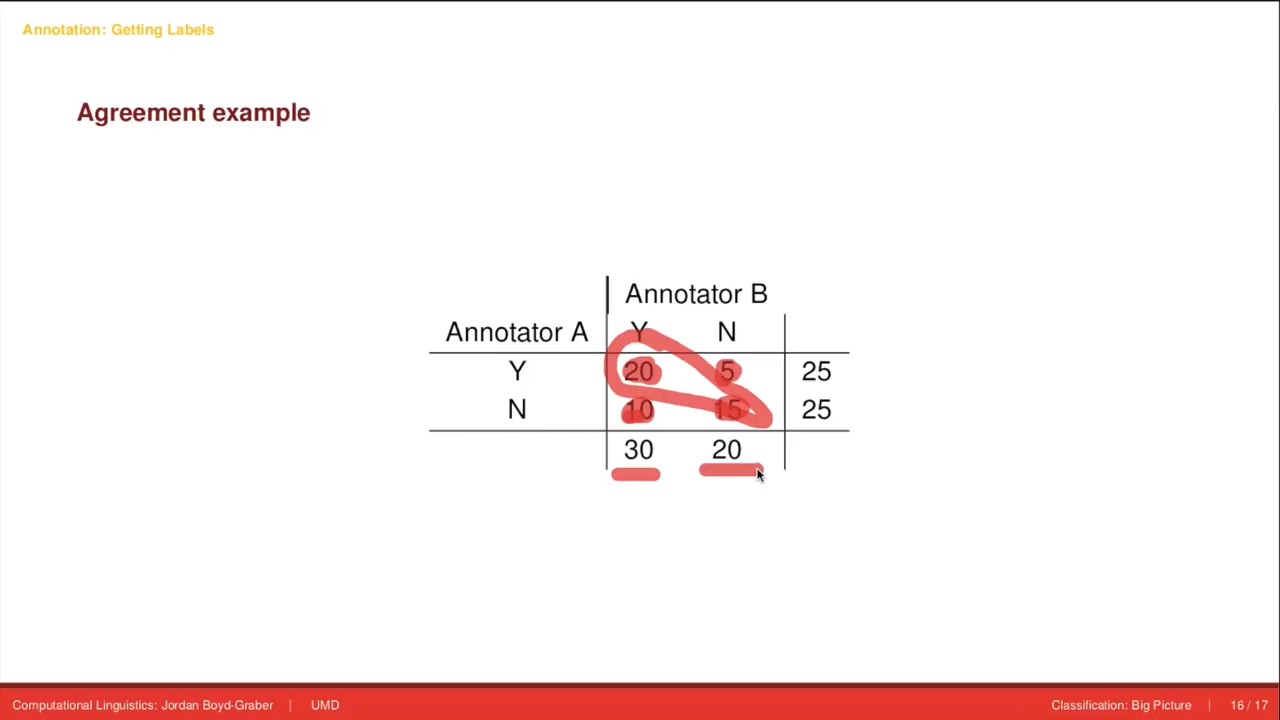 Annotation: Getting Labels
Agreement example
Annotator B
Annotator A Y N
Y 20 5 25
N 10 15 25
30 20
Computational Linguistics: Jordan Boyd-Graber | UMD Classification: Big Picture | 16 / 17